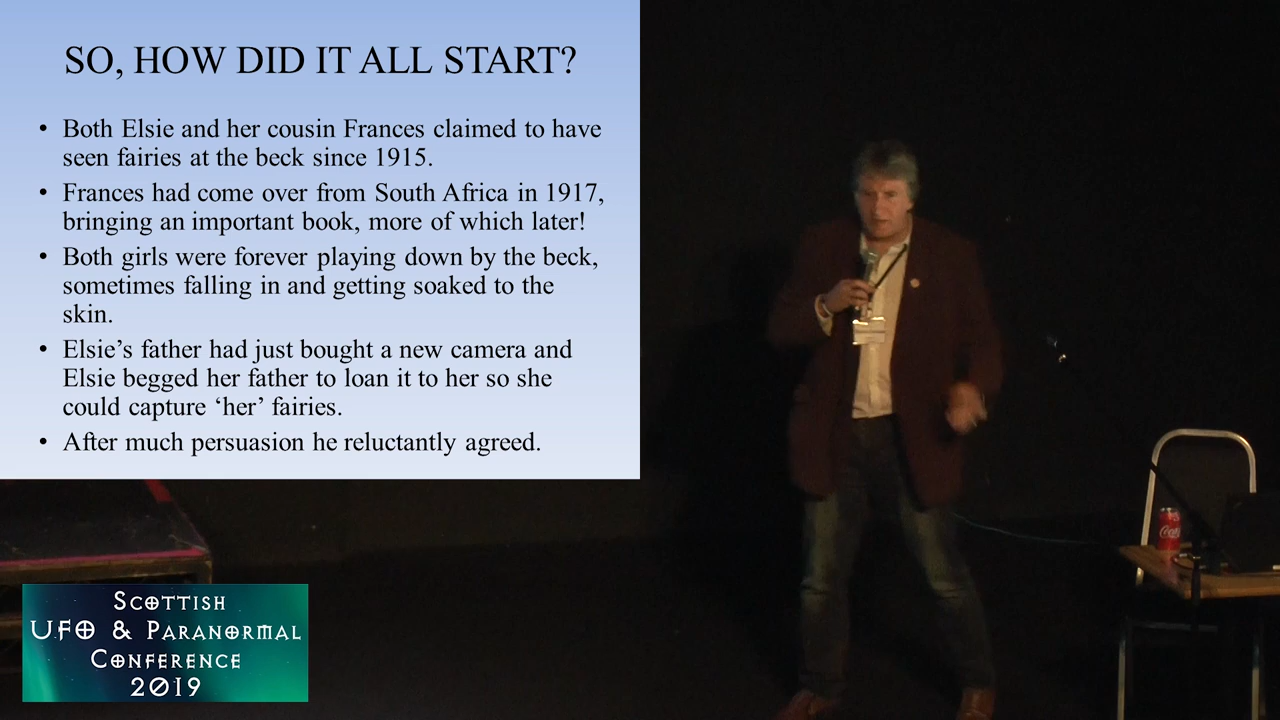 SO, HOW DID IT ALL START?
• Both Elsie and her cousin Frances claimed to have
seen fairies at the beck since 1915.
• Frances had come over from South Africa in 1917,
bringing an important book, more of which later!
• Both girls were forever playing down by the beck,
sometimes falling in and getting soaked to the
skin.
• Elsie’s father had just bought a new camera and
Elsie begged her father to loan it to her so she
could capture ‘her’ fairies.
• After much persuasion he reluctantly agreed.
Scottish
UFO & Paranormal
Conference
2019